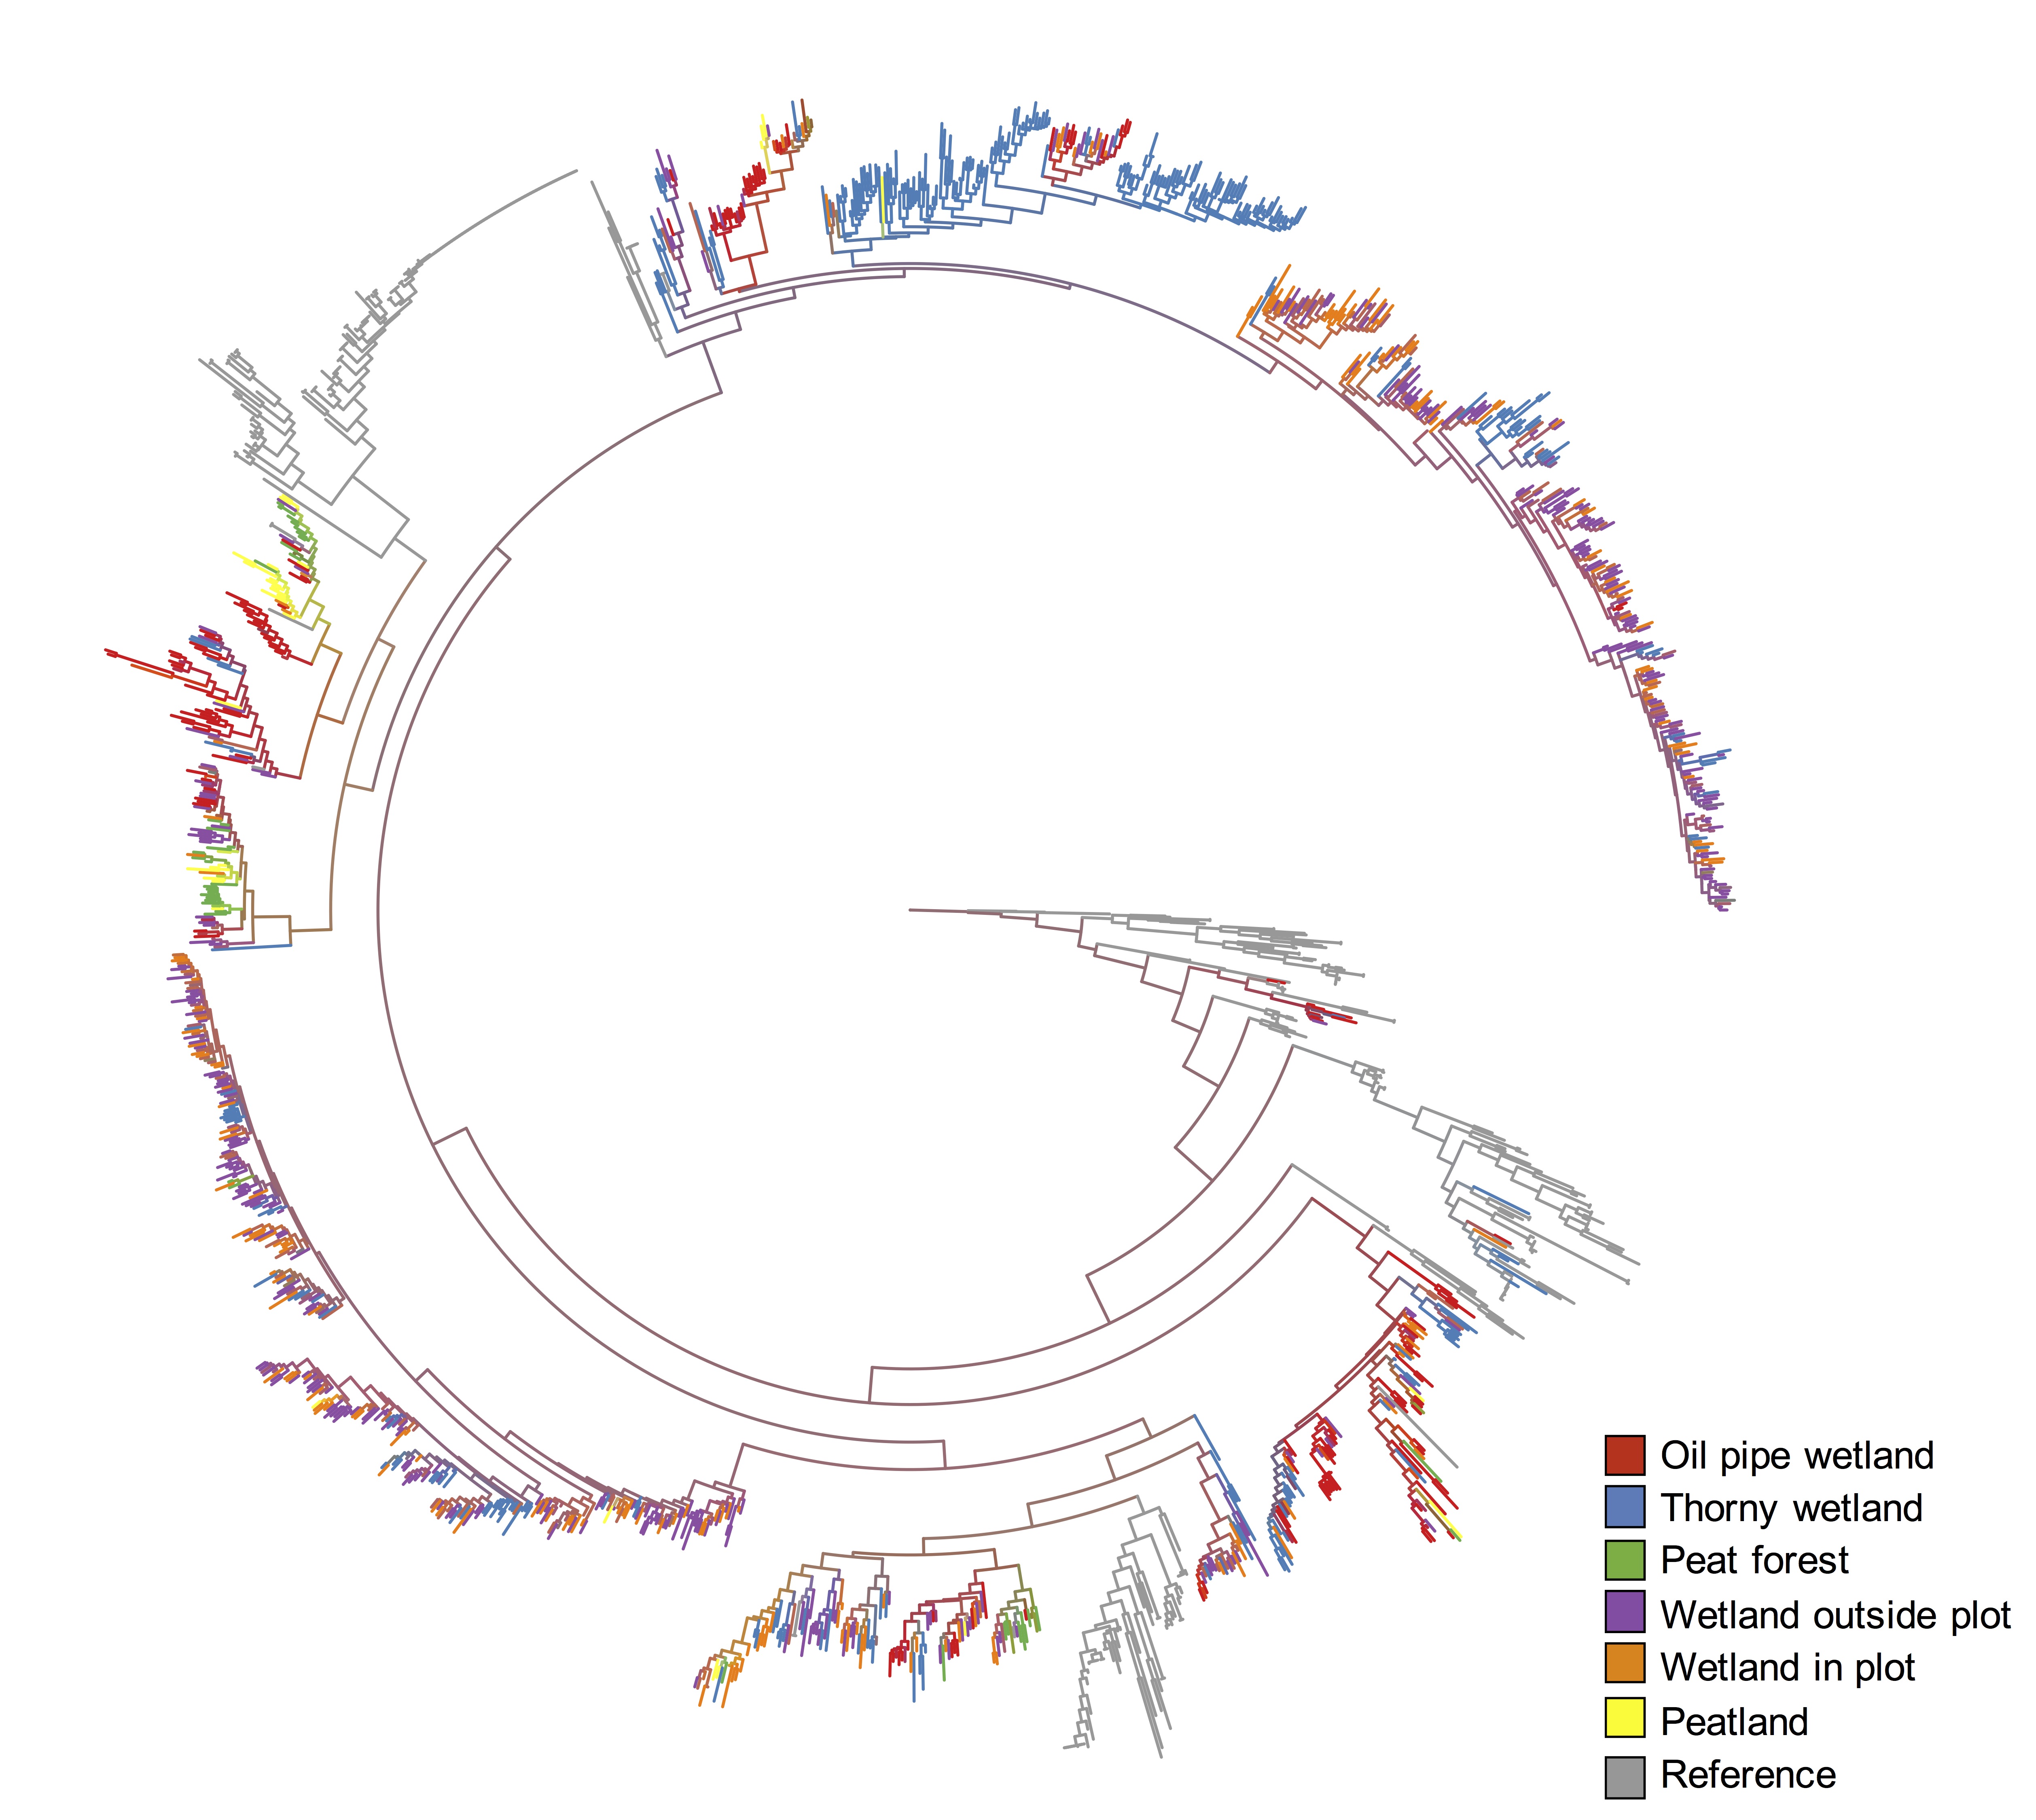 Oil pipe wetland
Thorny wetland
Peat forest
Wetland outside plot
Wetland in plot
Peatland
Reference